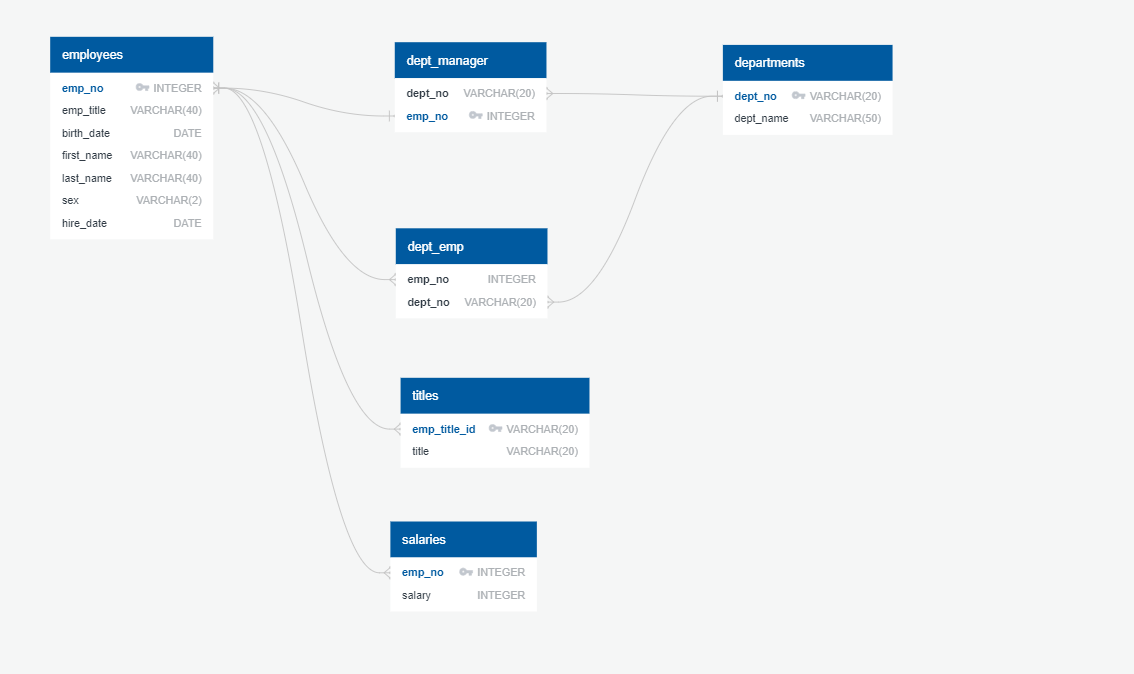 employees
emp_no INTEGER
emp_title VARCHAR(40)
birth_date DATE
first_name VARCHAR(40)
last_name VARCHAR(40)
sex VARCHAR(2)
hire_date DATE
dept_manager
dept_no VARCHAR(20)
emp_no INTEGER
departments
dept_no VARCHAR(20)
dept_name VARCHAR(50)
dept_emp
emp_no INTEGER
dept_no VARCHAR(20)
titles
emp_title_id VARCHAR(20)
title VARCHAR(20)
salaries
emp_no INTEGER
salary INTEGER